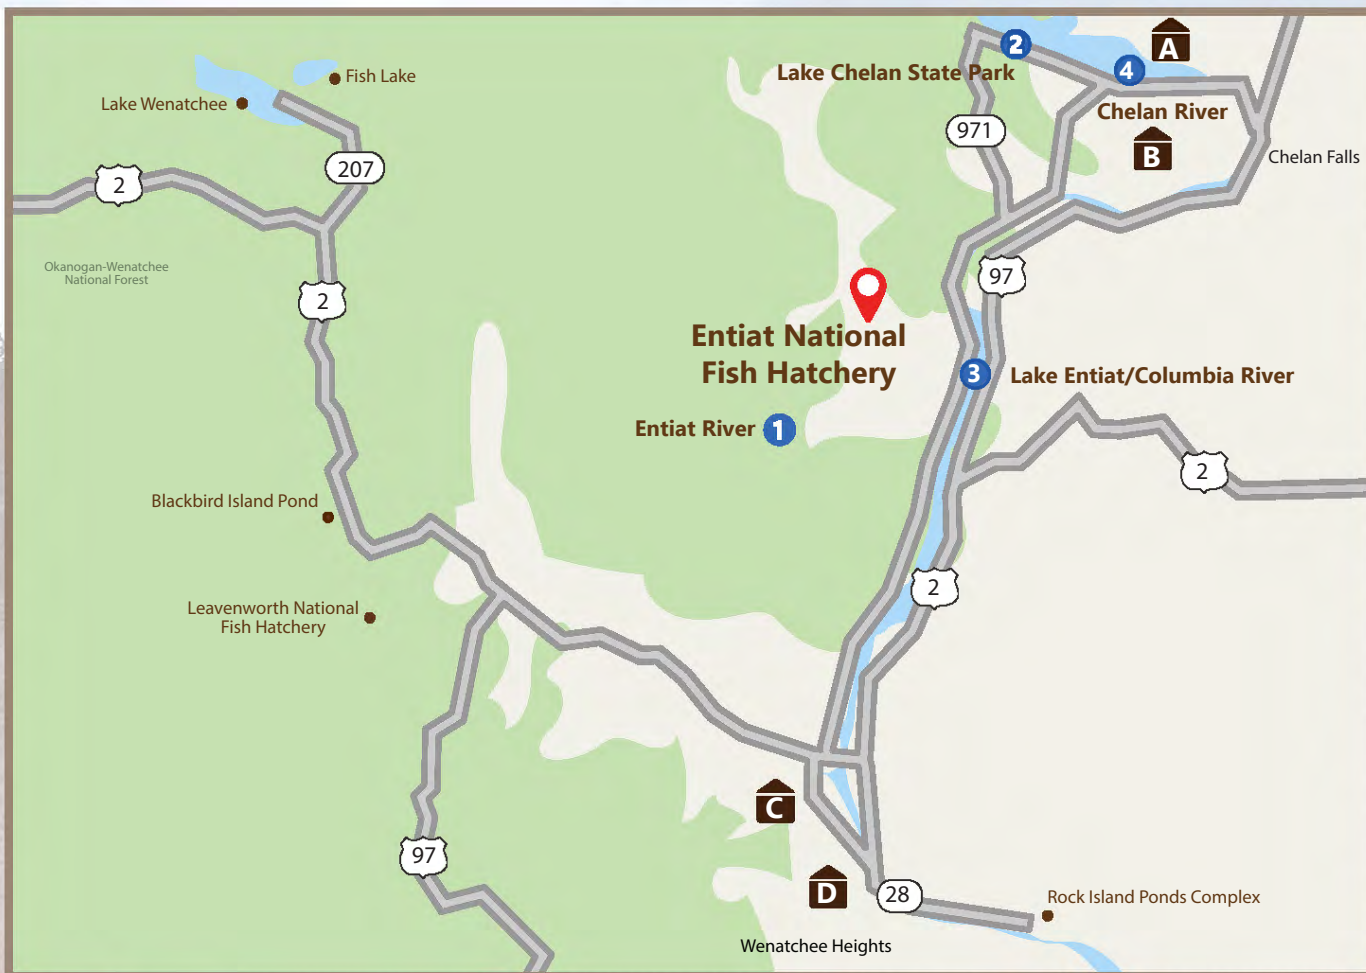 A
2
Fish Lake
Lake Chelan State Park
4
Lake Wenatchee
Chelan River
971
B
Chelan Falls
207
2
Okanogan-Wenatchee
National Forest
97
2
Entiat National
Fish Hatchery
3
Lake Entiat/Columbia River
Entiat River
1
2
Blackbird Island Pond
2
Leavenworth National
Fish Hatchery
C
97
D
28
Rock Island Ponds Complex
Wenatchee Heights